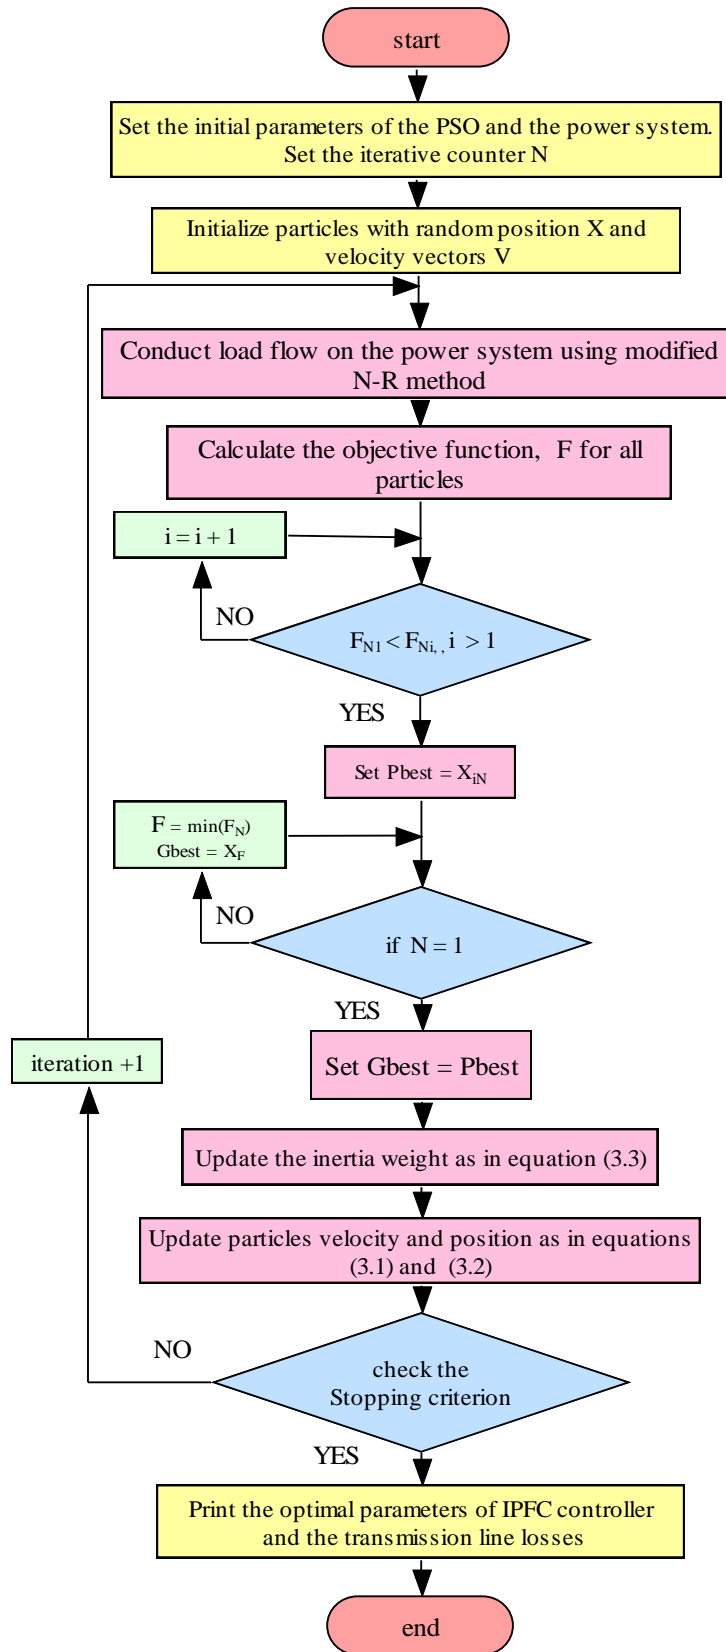 start
Set the initial parameters of the PSO and the power system.
Set the iterative counter N
Initialize particles with random position X and
velocity vectors V
Conduct load flow on the power system using modified
N-R method
Calculate the objective function, F for all
particles
i = i + 1
NO
F_N1 < F_Ni, , i > 1
YES
Set Pbest = X_iN
F = min(F_N)
Gbest = X_F
NO
if N = 1
YES
iteration +1
Set Gbest = Pbest
Update the inertia weight as in equation (3.3)
Update particles velocity and position as in equations
(3.1) and (3.2)
NO
check the
Stopping criterion
YES
Print the optimal parameters of IPFC controller
and the transmission line losses
end